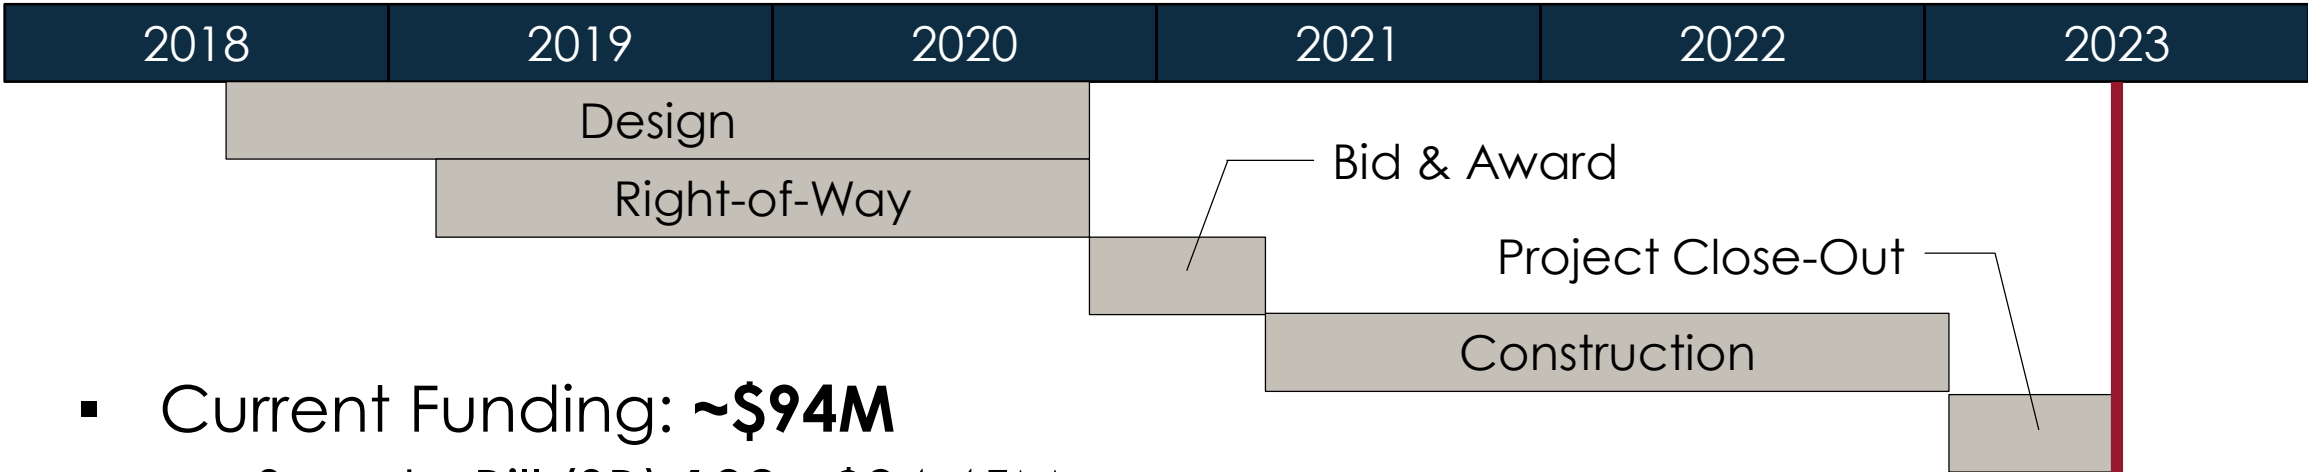 2018 2019 2020 2021 2022 2023
Design
Bid & Award
Right-of-Way
Project Close-Out
Construction
▪ Current Funding: ~$94M